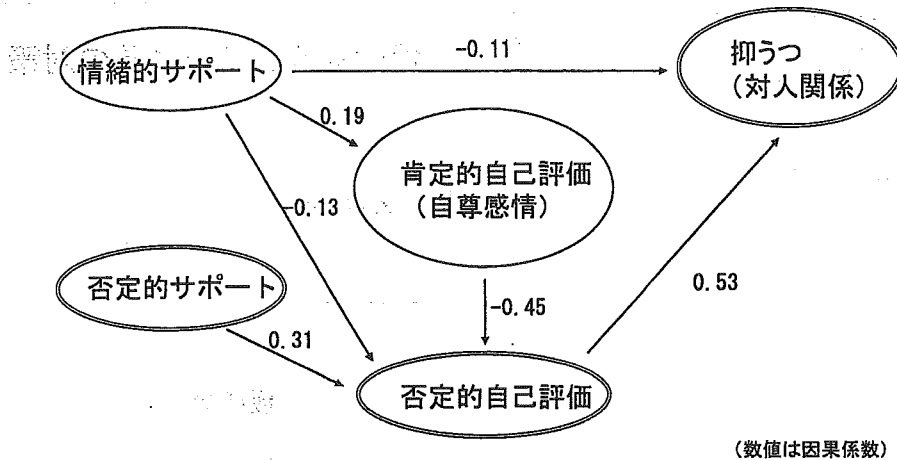 情緒的サポート
-0.11
抑うつ
（対人関係）
0.19
肯定的自己評価
（自尊感情）
-0.13
否定的サポート
0.53
-0.45
0.31
否定的自己評価
（数値は因果係数）